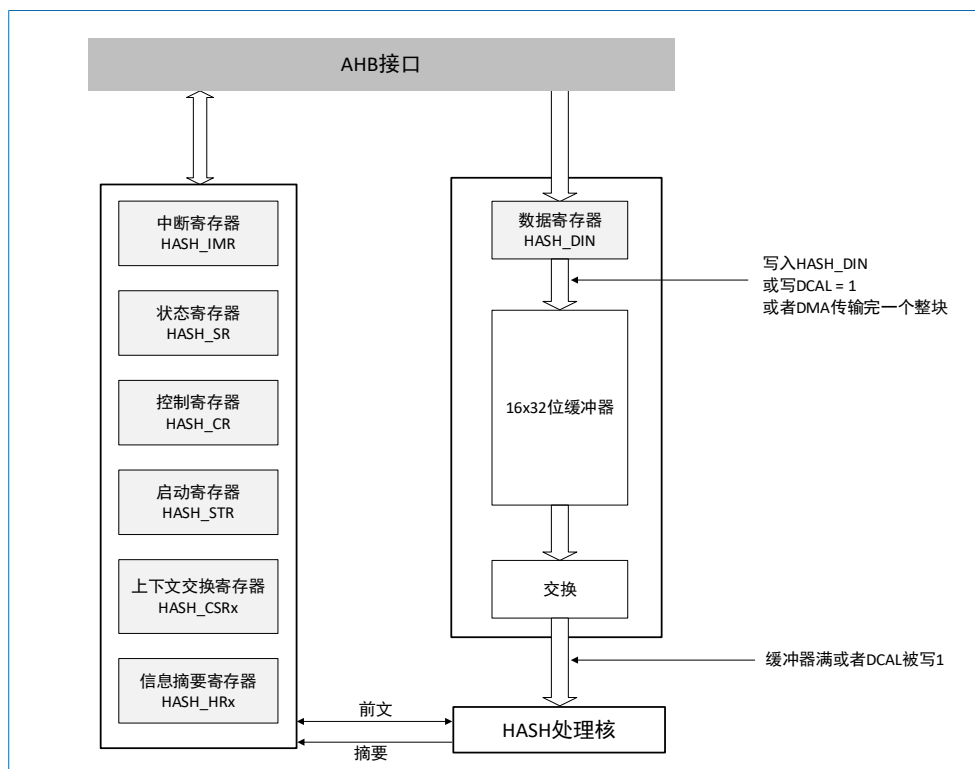 AHB接口
中断寄存器
HASH_IMR
状态寄存器
HASH_SR
控制寄存器
HASH_CR
启动寄存器
HASH_STR
上下文交换寄存器
HASH_CSRx
信息摘要寄存器
HASH_HRx
数据寄存器
HASH_DIN
写入HASH_DIN
或写DCAL = 1
或者DMA传输完一个整块
16x32位缓冲器
交换
缓冲器满或者DCAL被写1
前文
摘要
HASH处理核